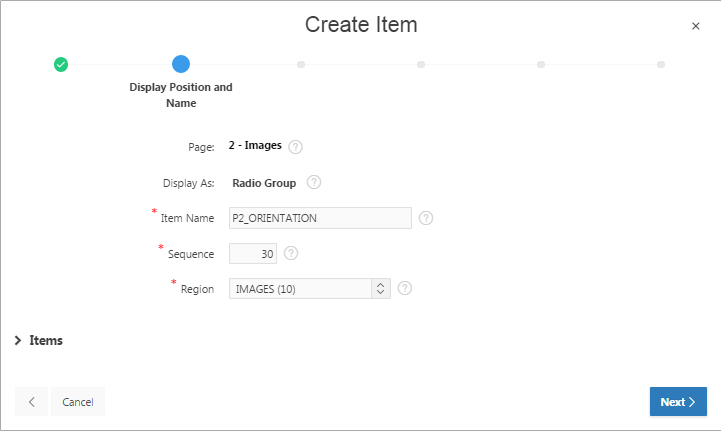 Create Item
×
Display Position and
Name
Page: 2 - Images ?
Display As: Radio Group ?
* Item Name P2_ORIENTATION ?
* Sequence 30 ?
* Region IMAGES (10) ?
Items
Cancel Next